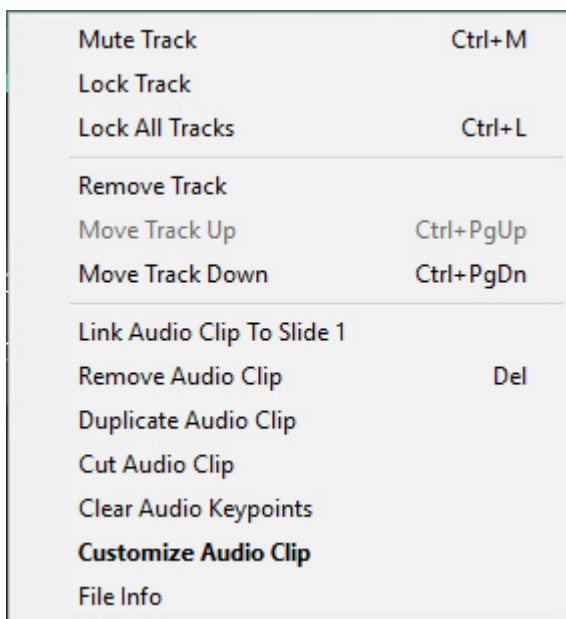 Mute Track Ctrl+M
Lock Track
Lock All Tracks Ctrl+L
Remove Track
Move Track Up Ctrl+PgUp
Move Track Down Ctrl+PgDn
Link Audio Clip To Slide 1
Remove Audio Clip Del
Duplicate Audio Clip
Cut Audio Clip
Clear Audio Keypoints
Customize Audio Clip
File Info